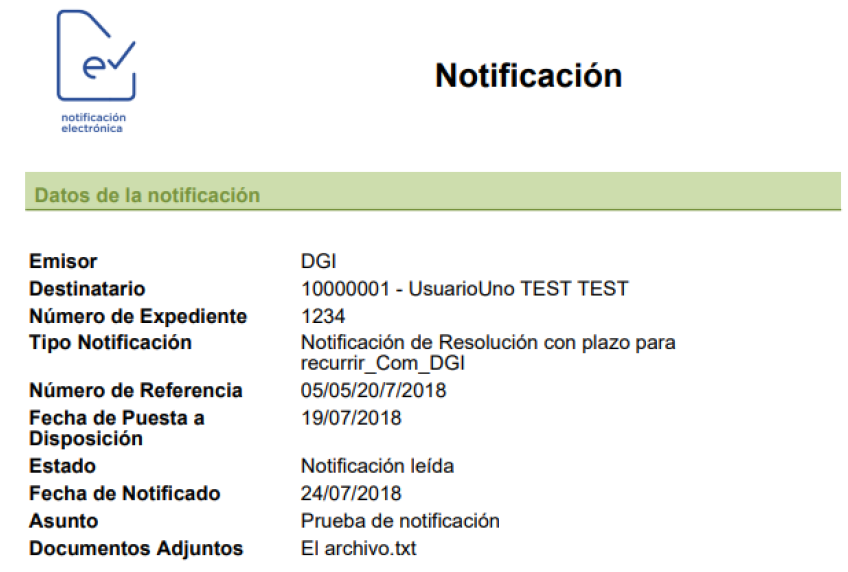 e
notificación
electrónica
Notificación
Datos de la notificación
Emisor DGI
Destinatario 10000001 - UsuarioUno TEST TEST
Número de Expediente 1234
Tipo Notificación Notificación de Resolución con plazo para
recurrir_Com_DGI
Número de Referencia 05/05/20/7/2018
Fecha de Puesta a 19/07/2018
Disposición
Estado Notificación leída
Fecha de Notificado 24/07/2018
Asunto Prueba de notificación
Documentos Adjuntos El archivo.txt